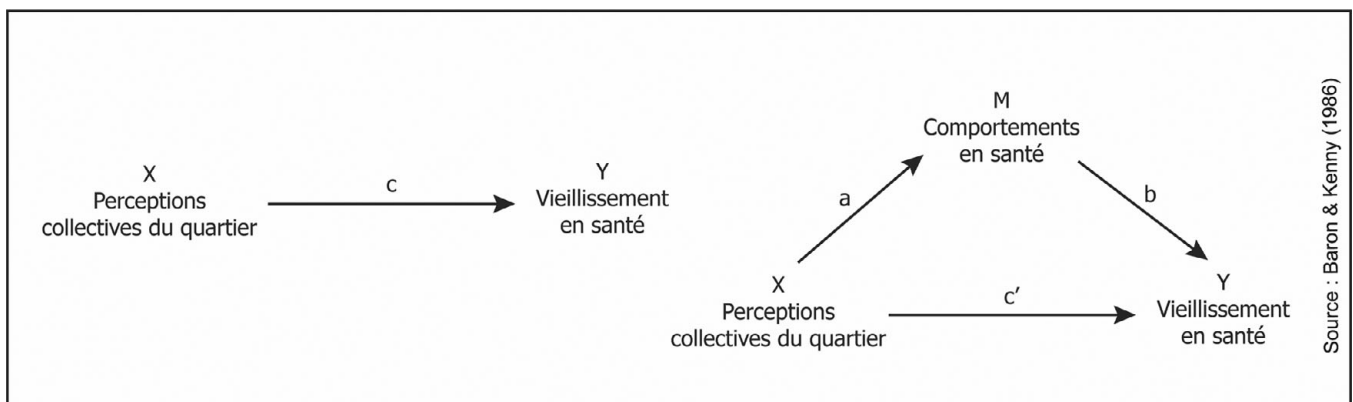 X
Perceptions
collectives du quartier
c
Y
Vieillissement
en santé
M
Comportements
en santé
a
b
X
Perceptions
collectives du quartier
c’
Y
Vieillissement
en santé
Source : Baron & Kenny (1986)